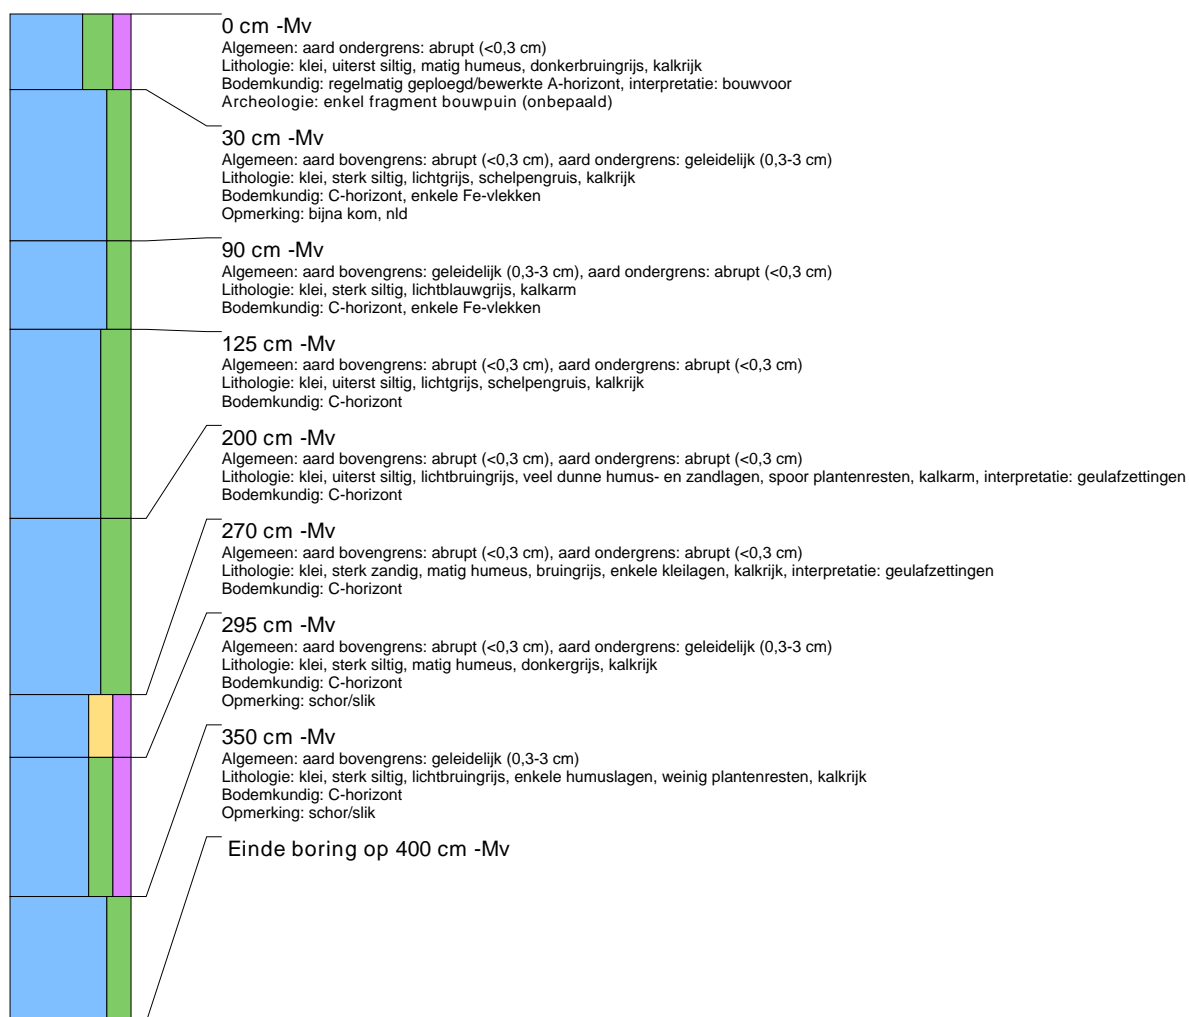 0 cm -Mv
Algemeen: aard ondergrens: abrupt (<0,3 cm)
Lithologie: klei, uiterst siltig, matig humeus, donkerbruingrijs, kalkrijk
Bodemkundig: regelmatig geploegd/bewerkte A-horizont, interpretatie: bouwvoor
Archeologie: enkel fragment bouwpuin (onbepaald)
30 cm -Mv
Algemeen: aard bovengrens: abrupt (<0,3 cm), aard ondergrens: geleidelijk (0,3-3 cm)
Lithologie: klei, sterk siltig, lichtgrijs, schelpengruis, kalkrijk
Bodemkundig: C-horizont, enkele Fe-vlekken
Opmerking: bijna kom, nld
90 cm -Mv
Algemeen: aard bovengrens: geleidelijk (0,3-3 cm), aard ondergrens: abrupt (<0,3 cm)
Lithologie: klei, sterk siltig, lichtblauwgrijs, kalkarm
Bodemkundig: C-horizont, enkele Fe-vlekken
125 cm -Mv
Algemeen: aard bovengrens: abrupt (<0,3 cm), aard ondergrens: abrupt (<0,3 cm)
Lithologie: klei, uiterst siltig, lichtgrijs, schelpengruis, kalkrijk
Bodemkundig: C-horizont
200 cm -Mv
Algemeen: aard bovengrens: abrupt (<0,3 cm), aard ondergrens: abrupt (<0,3 cm)
Lithologie: klei, uiterst siltig, lichtbruingrijs, veel dunne humus- en zandlagen, spoor plantenresten, kalkarm, interpretatie: geulafzettingen
Bodemkundig: C-horizont
270 cm -Mv
Algemeen: aard bovengrens: abrupt (<0,3 cm), aard ondergrens: abrupt (<0,3 cm)
Lithologie: klei, sterk zandig, matig humeus, bruingrijs, enkele kleilagen, kalkrijk, interpretatie: geulafzettingen
Bodemkundig: C-horizont
295 cm -Mv
Algemeen: aard bovengrens: abrupt (<0,3 cm), aard ondergrens: geleidelijk (0,3-3 cm)
Lithologie: klei, sterk siltig, matig humeus, donkergrijs, kalkrijk
Bodemkundig: C-horizont
Opmerking: schor/slik
350 cm -Mv
Algemeen: aard bovengrens: geleidelijk (0,3-3 cm)
Lithologie: klei, sterk siltig, lichtbruingrijs, enkele humuslagen, weinig plantenresten, kalkrijk
Bodemkundig: C-horizont
Opmerking: schor/slik
Einde boring op 400 cm -Mv